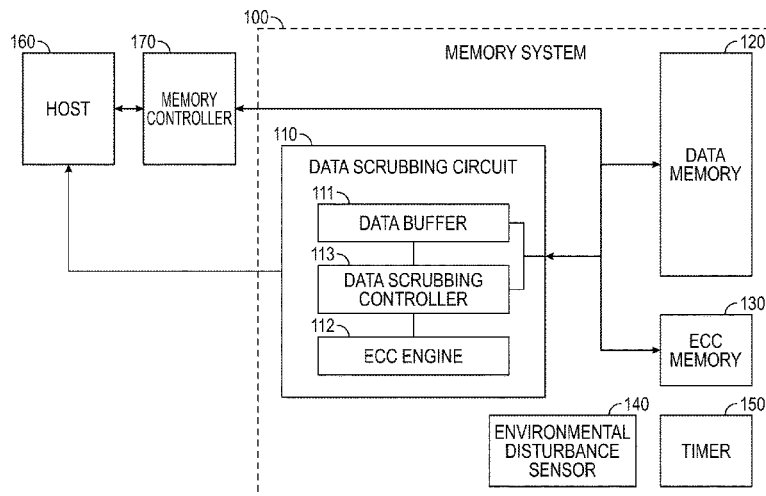 100
160
170
120
MEMORY SYSTEM
HOST
MEMORY
CONTROLLER
110
DATA SCRUBBING CIRCUIT
DATA
MEMORY
111
DATA BUFFER
113
DATA SCRUBBING
CONTROLLER
112
ECC ENGINE
130
ECC
MEMORY
140
ENVIRONMENTAL
DISTURBANCE
SENSOR
150
TIMER